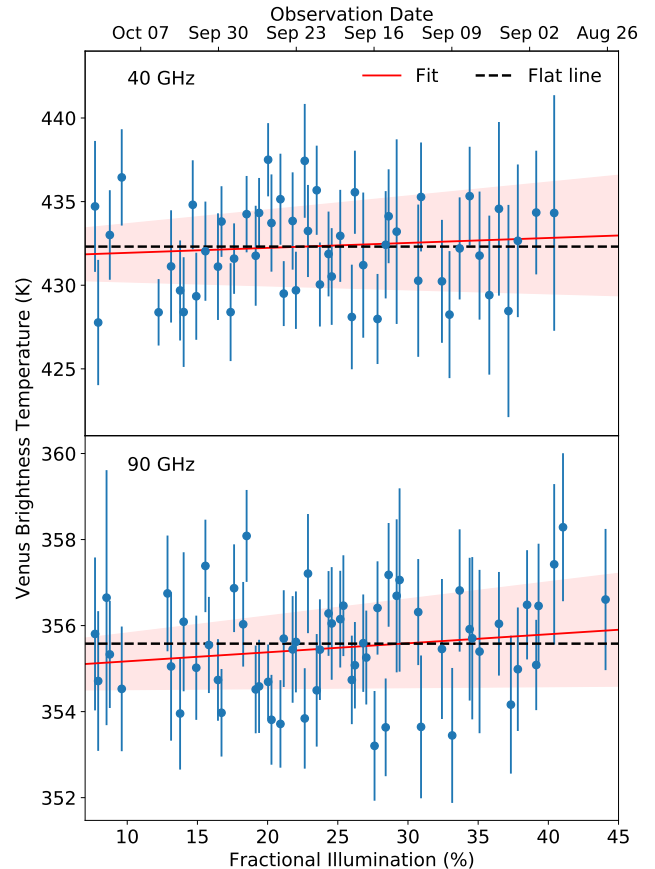 Observation Date
Oct 07 Sep 30 Sep 23 Sep 16 Sep 09 Sep 02 Aug 26
40 GHz
Fit
Flat line
440
435
430
425
Venus Brightness Temperature (K)
90 GHz
360
358
356
354
352
10 15 20 25 30 35 40 45
Fractional Illumination (%)